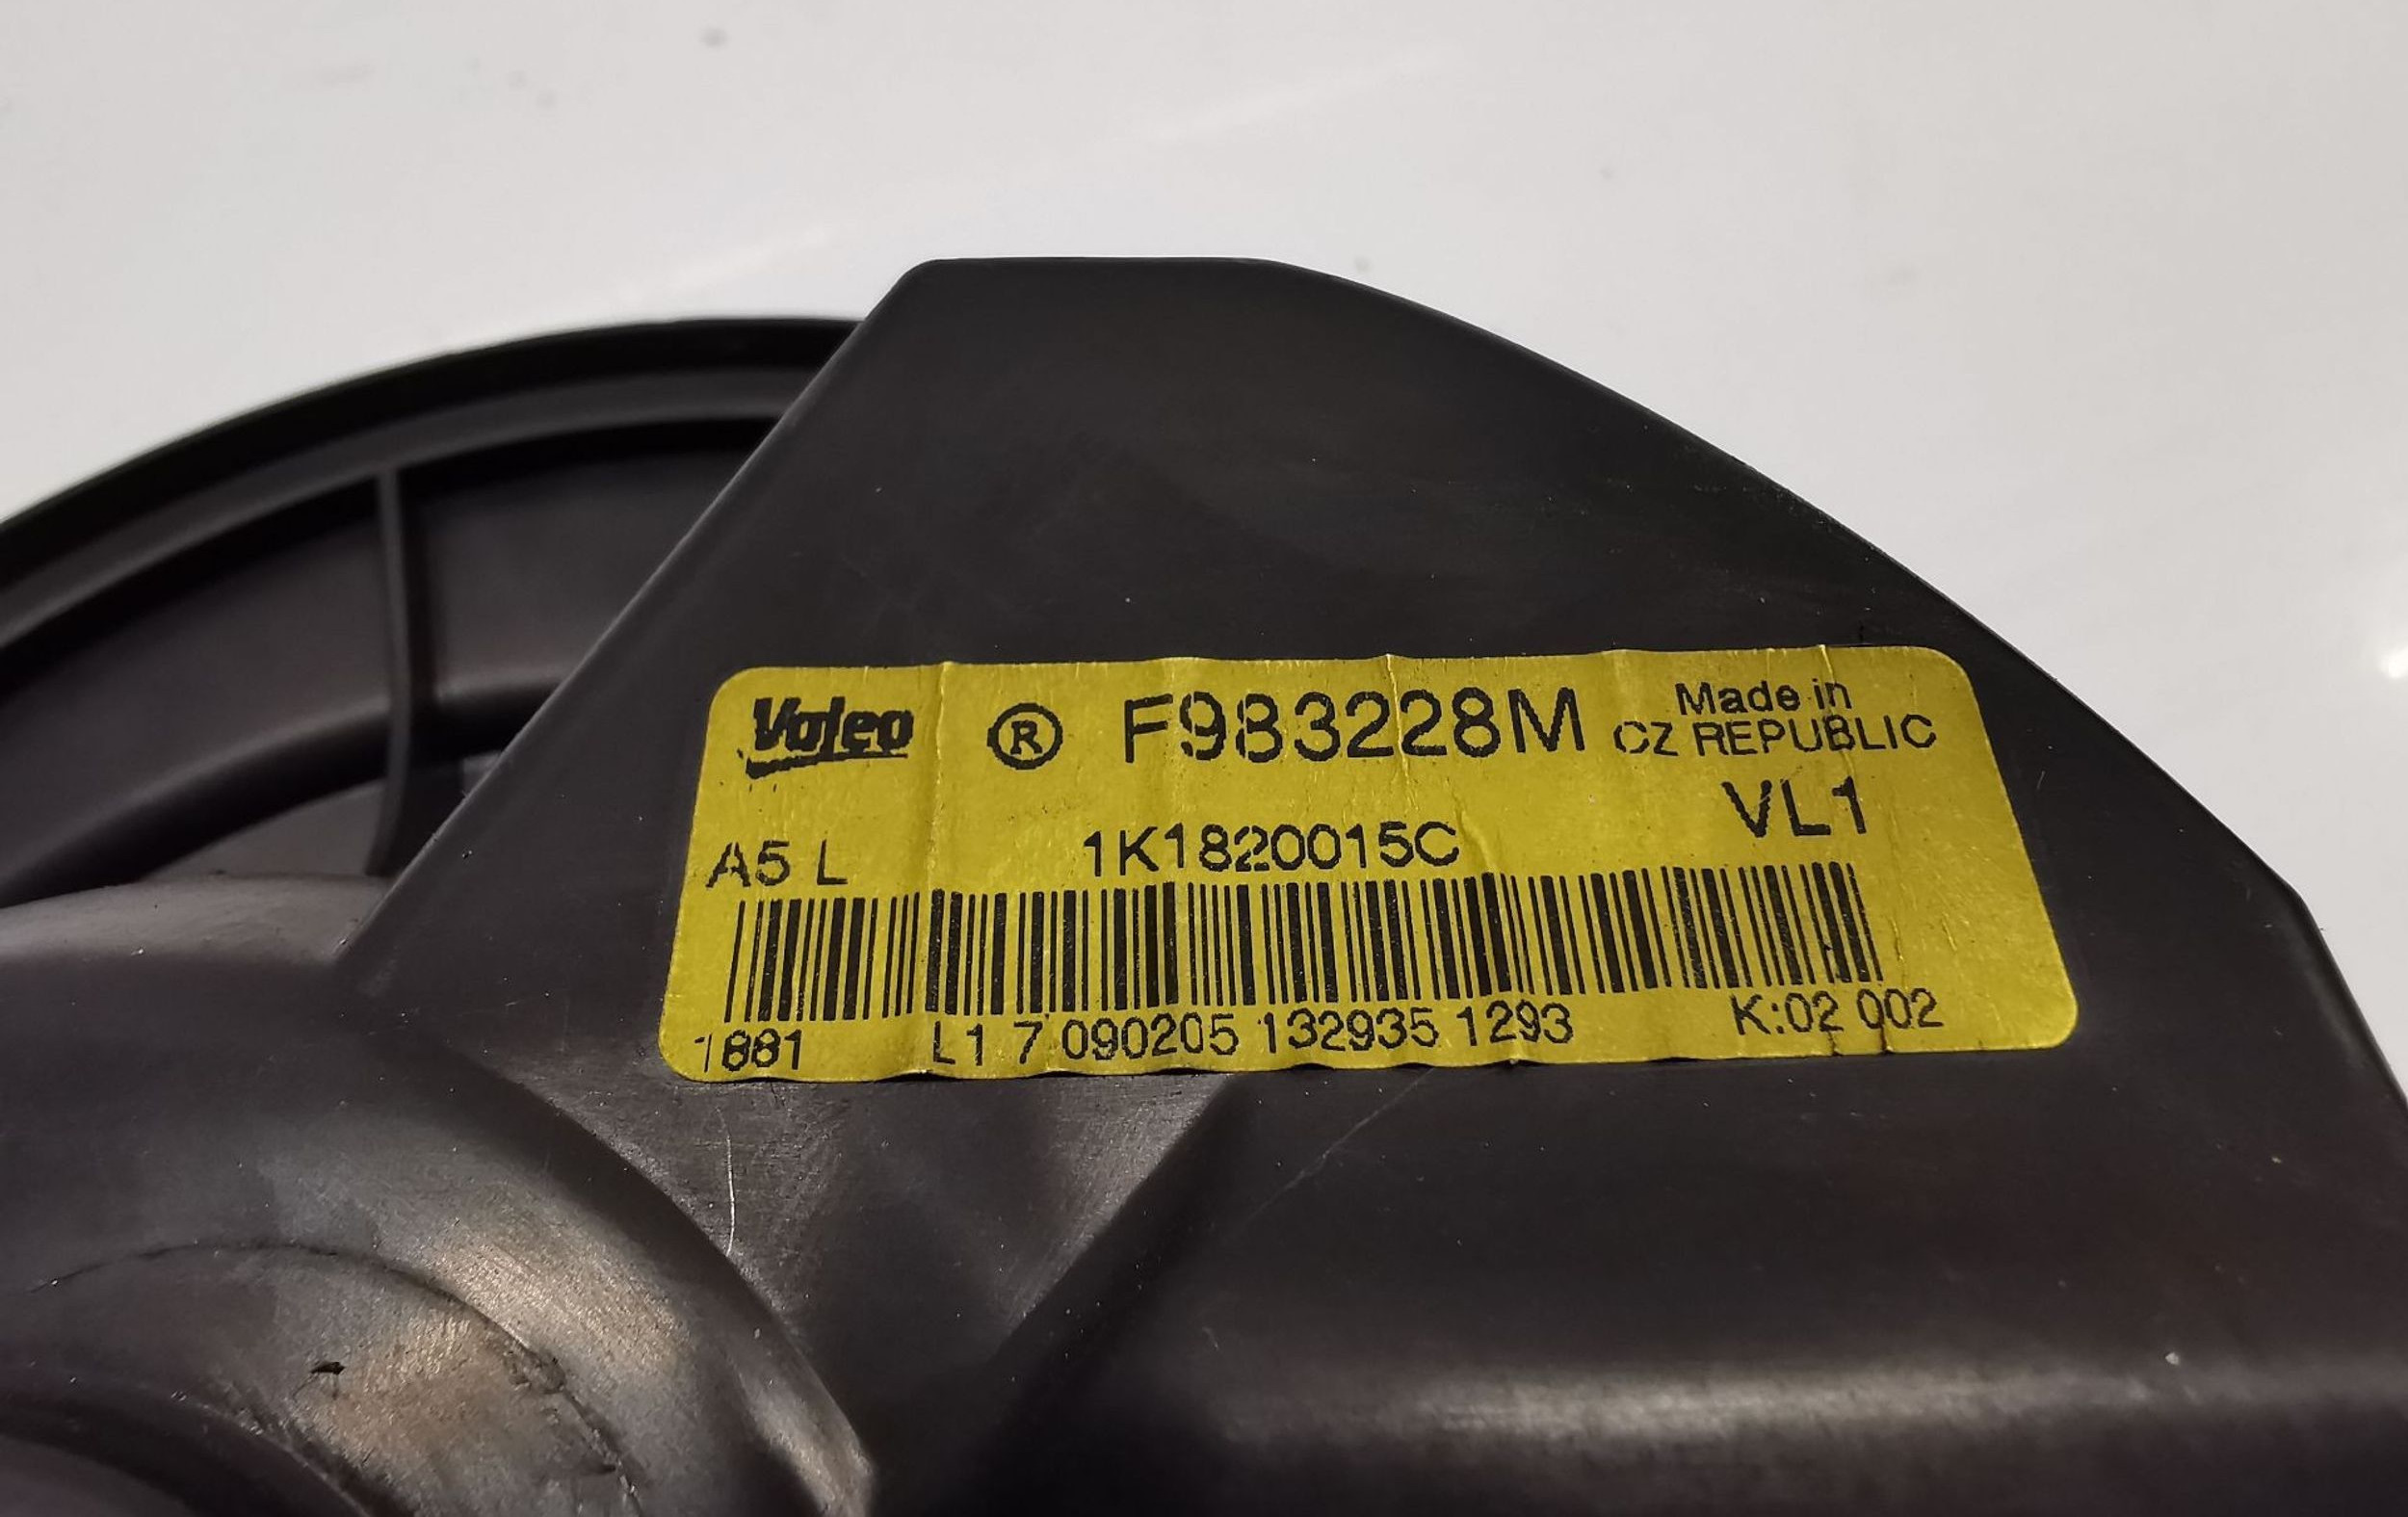 Valeo ® F983228M Made in
CZ REPUBLIC
VL1
A5 L 1K1820015C
1881 L1 7 090205 132935 1293 K:02 002